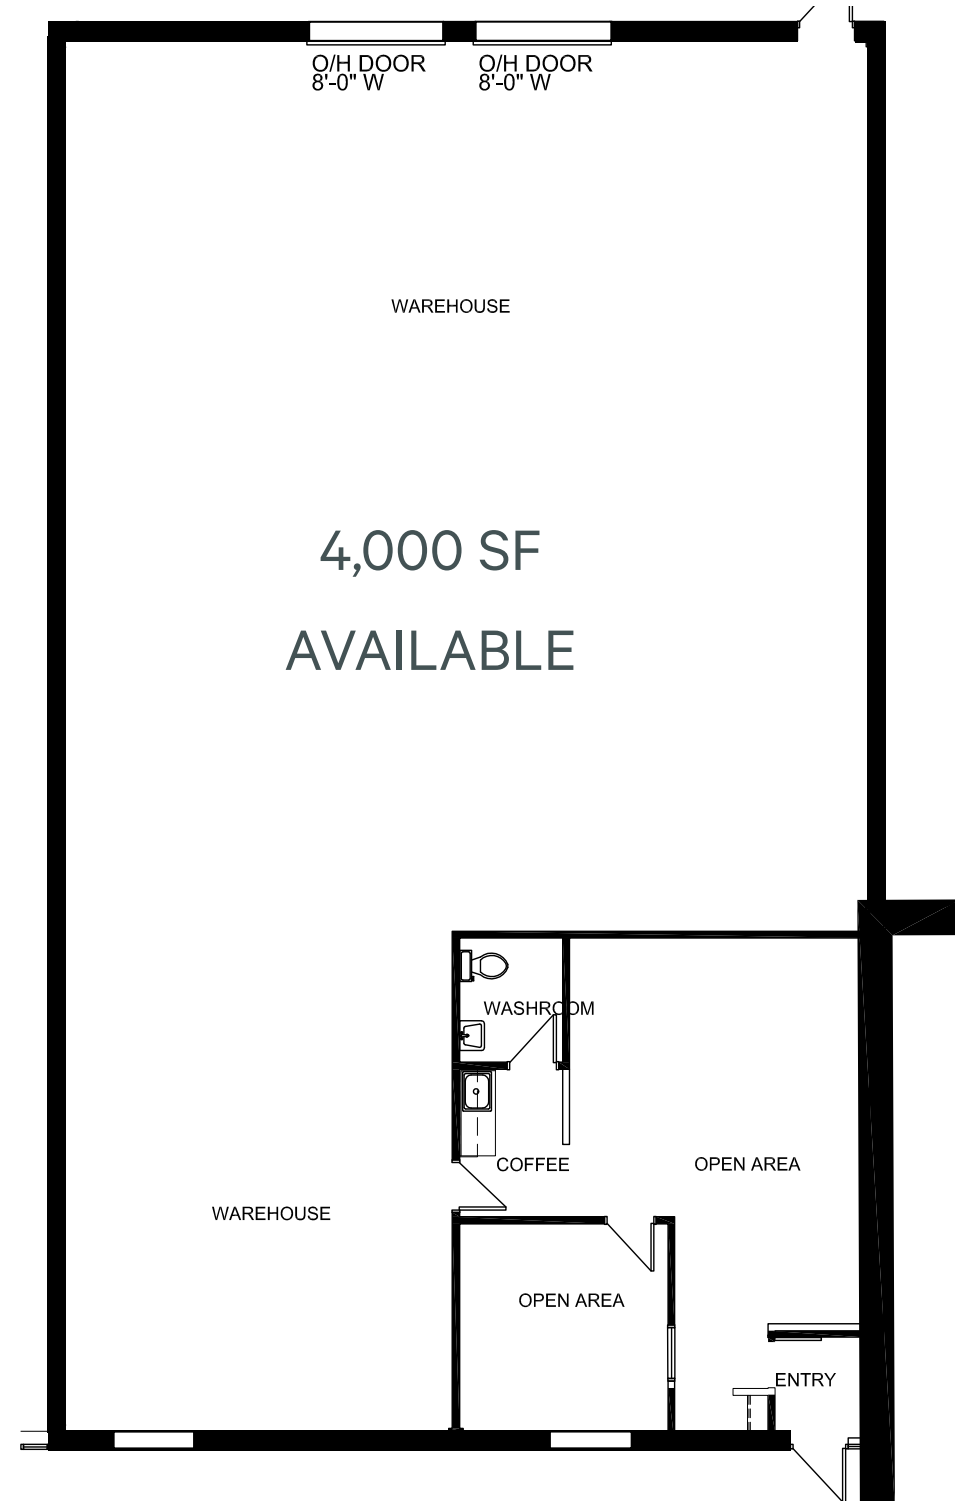 O/H DOOR
8'-0" W
O/H DOOR
8'-0" W
WAREHOUSE
4,000 SF
AVAILABLE
WASHROOM
COFFEE
OPEN AREA
WAREHOUSE
OPEN AREA
ENTRY